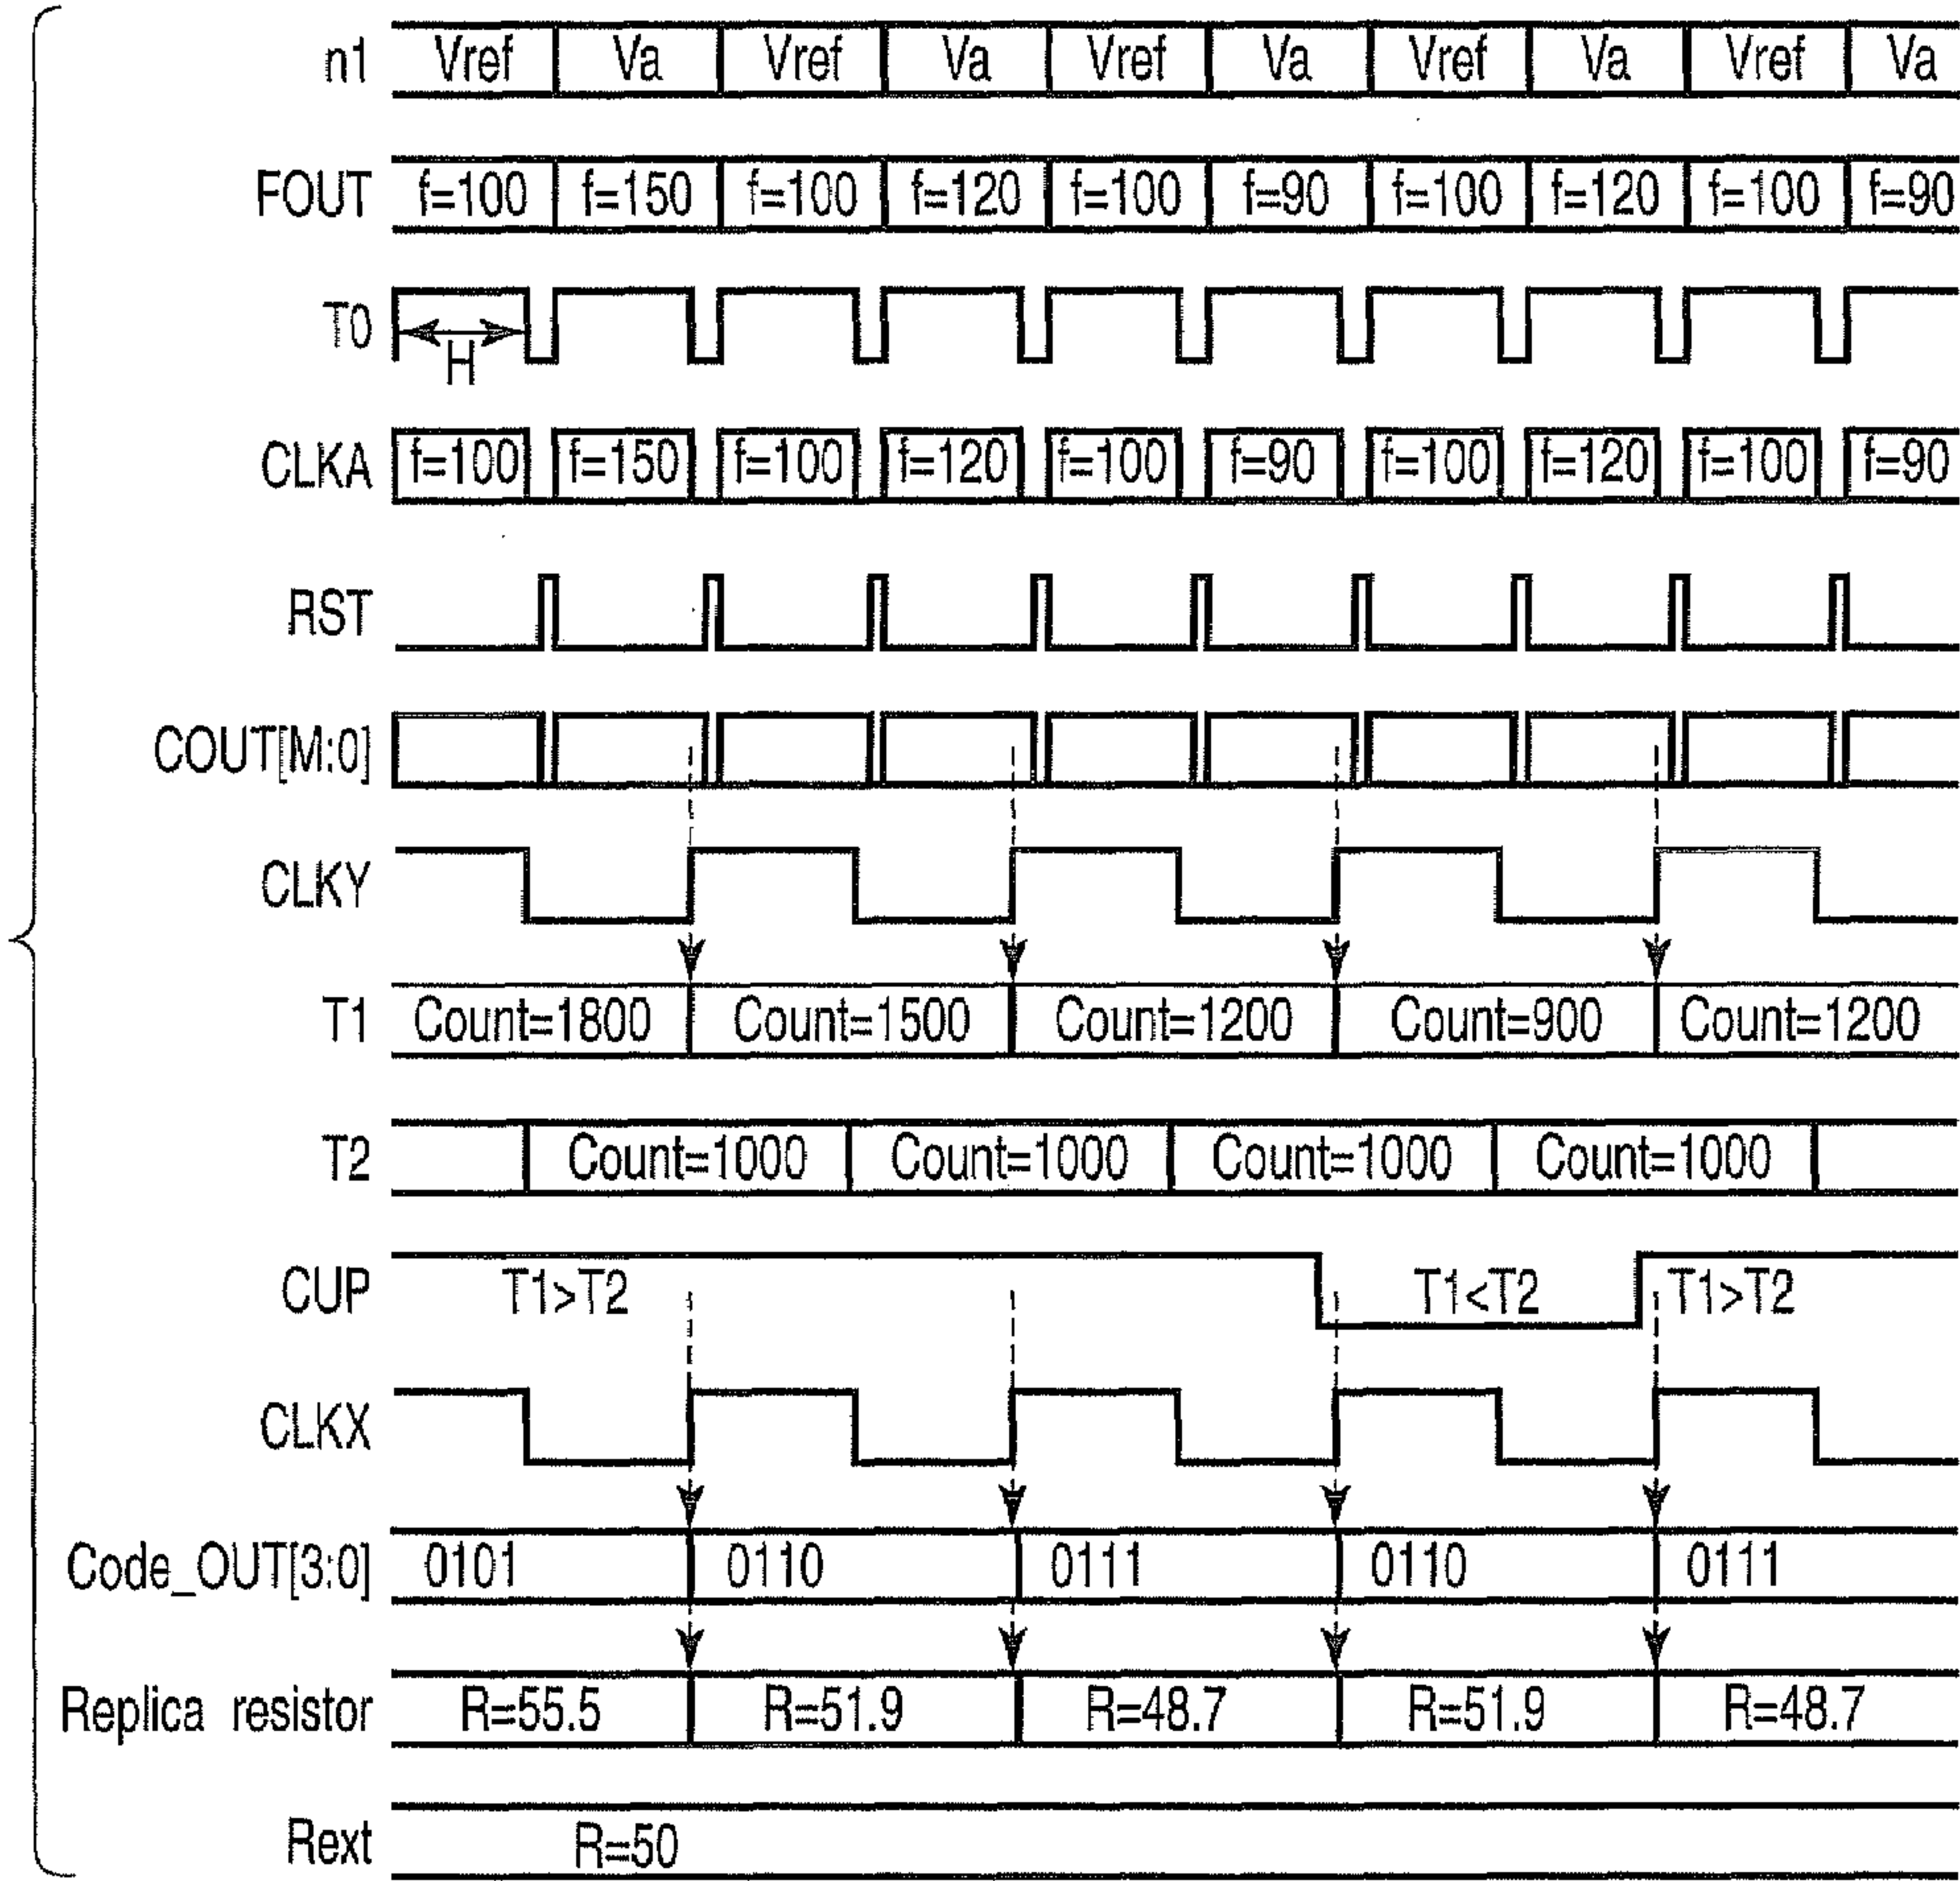 n1 Vref Va Vref Va Vref Va Vref Va Vref Va
FOUT f=100 f=150 f=100 f=120 f=100 f=90 f=100 f=120 f=100 f=90
T0
H
CLKA f=100 f=150 f=100 f=120 f=100 f=90 f=100 f=120 f=100 f=90
RST
COUT[M:0]
CLKY
T1 Count=1800 Count=1500 Count=1200 Count=900 Count=1200
T2 Count=1000 Count=1000 Count=1000 Count=1000
CUP T1>T2 T1<T2 T1>T2
CLKX
Code_OUT[3:0] 0101 0110 0111 0110 0111
Replica resistor R=55.5 R=51.9 R=48.7 R=51.9 R=48.7
Rext R=50